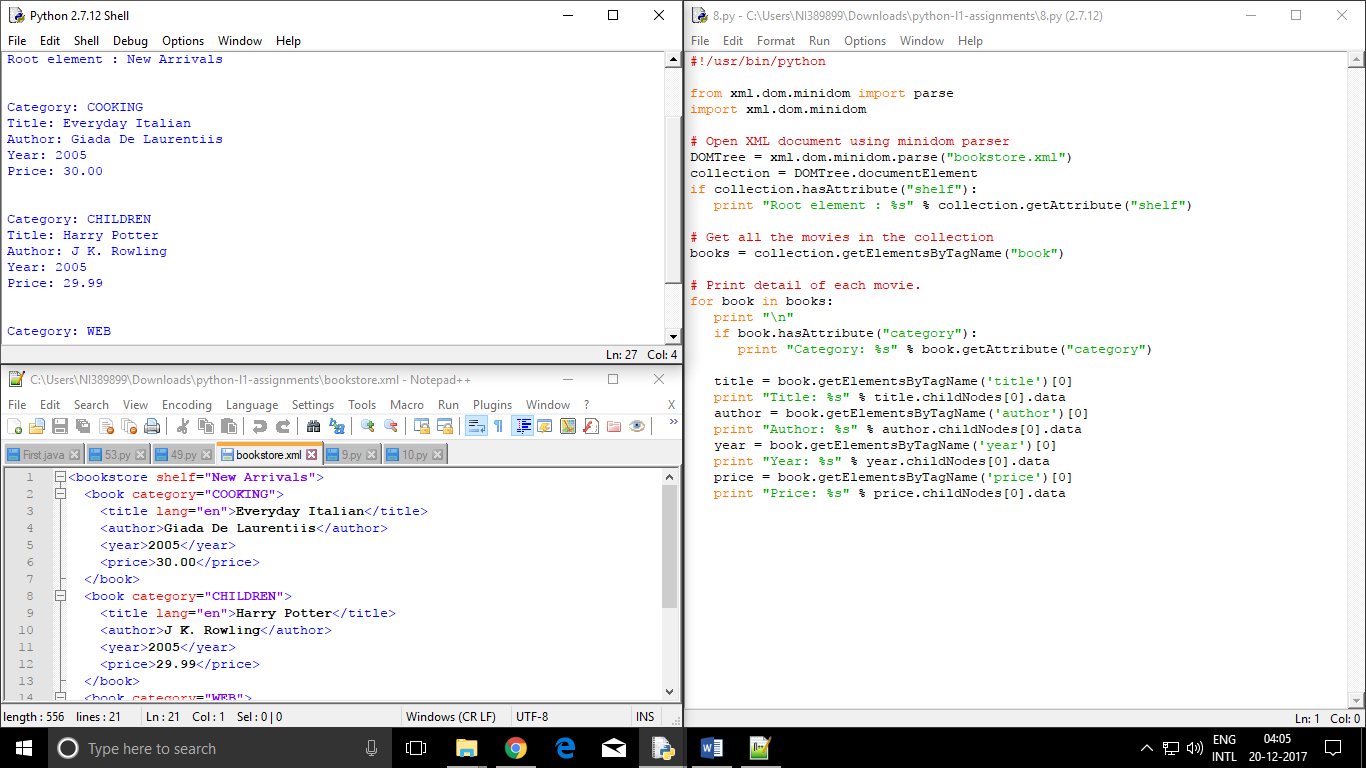 Python 2.7.12 Shell
File Edit Shell Debug Options Window Help
Root element : New Arrivals
Category: COOKING
Title: Everyday Italian
Author: Giada De Laurentiis
Year: 2005
Price: 30.00
Category: CHILDREN
Title: Harry Potter
Author: J K. Rowling
Year: 2005
Price: 29.99
Category: WEB
Ln: 27 Col: 4
C:\Users\NI389899\Downloads\python-l1-assignments\bookstore.xml - Notepad++
File Edit Search View Encoding Language Settings Tools Macro Run Plugins Window ? X
First.java 53.py 49.py bookstore.xml 9.py 10.py
1 <bookstore shelf="New Arrivals">
2 <book category="COOKING">
3 <title lang="en">Everyday Italian</title>
4 <author>Giada De Laurentiis</author>
5 <year>2005</year>
6 <price>30.00</price>
7 </book>
8 <book category="CHILDREN">
9 <title lang="en">Harry Potter</title>
10 <author>J K. Rowling</author>
11 <year>2005</year>
12 <price>29.99</price>
13 </book>
14 <book category="WEB">
length : 556 lines : 21 Ln : 21 Col : 1 Sel : 0 | 0 Windows (CR LF) UTF-8 INS
8.py - C:\Users\NI389899\Downloads\python-l1-assignments\8.py (2.7.12)
File Edit Format Run Options Window Help
#!/usr/bin/python
from xml.dom.minidom import parse
import xml.dom.minidom
# Open XML document using minidom parser
DOMTree = xml.dom.minidom.parse("bookstore.xml")
collection = DOMTree.documentElement
if collection.hasAttribute("shelf"):
print "Root element : %s" % collection.getAttribute("shelf")
# Get all the movies in the collection
books = collection.getElementsByTagName("book")
# Print detail of each movie.
for book in books:
print "\n"
if book.hasAttribute("category"):
print "Category: %s" % book.getAttribute("category")
title = book.getElementsByTagName('title')[0]
print "Title: %s" % title.childNodes[0].data
author = book.getElementsByTagName('author')[0]
print "Author: %s" % author.childNodes[0].data
year = book.getElementsByTagName('year')[0]
print "Year: %s" % year.childNodes[0].data
price = book.getElementsByTagName('price')[0]
print "Price: %s" % price.childNodes[0].data
Ln: 1 Col: 0
Type here to search
ENG 04:05
INTL 20-12-2017